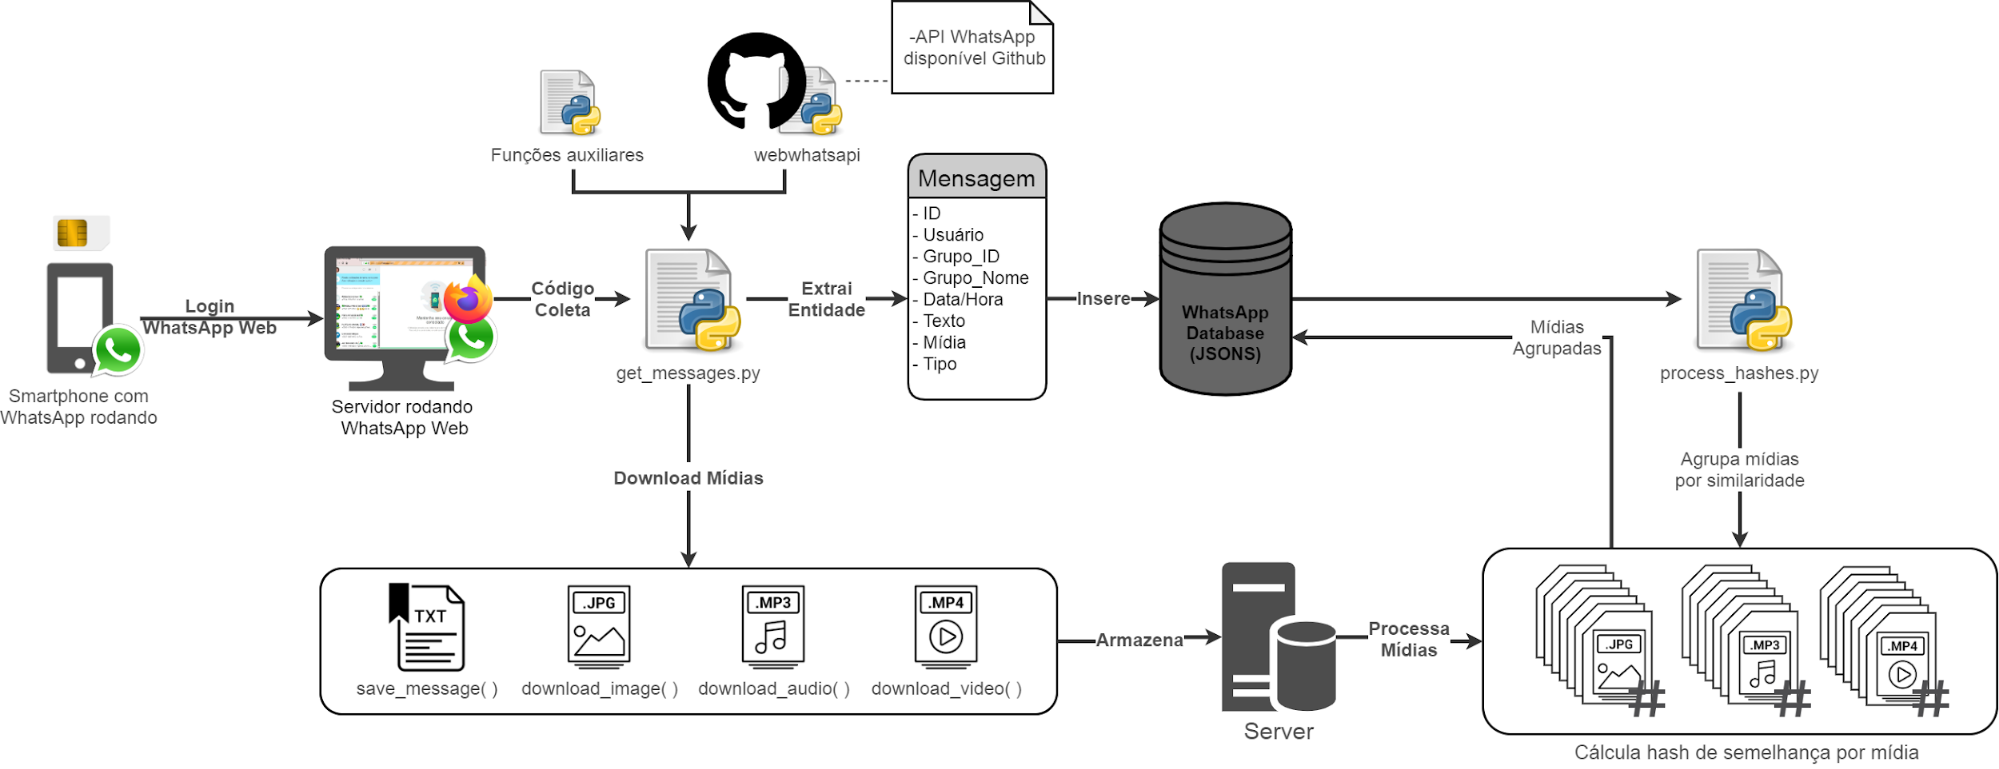 -API WhatsApp
disponível Github
Funções auxiliares
webwhatsapi
Mensagem
- ID
- Usuário
- Grupo_ID
- Grupo_Nome
- Data/Hora
- Texto
- Mídia
- Tipo
Login
WhatsApp Web
Código
Coleta
Extrai
Entidade
Insere
WhatsApp
Database
(JSONS)
Mídias
Agrupadas
Smartphone com
WhatsApp rodando
Servidor rodando
WhatsApp Web
get_messages.py
process_hashes.py
Download Mídias
Agrupa mídias
por similaridade
TXT
.JPG
.MP3
.MP4
save_message( )
download_image( )
download_audio( )
download_video( )
Armazena
Server
Processa
Mídias
.JPG
#
.MP3
#
.MP4
#
Cálcula hash de semelhança por mídia